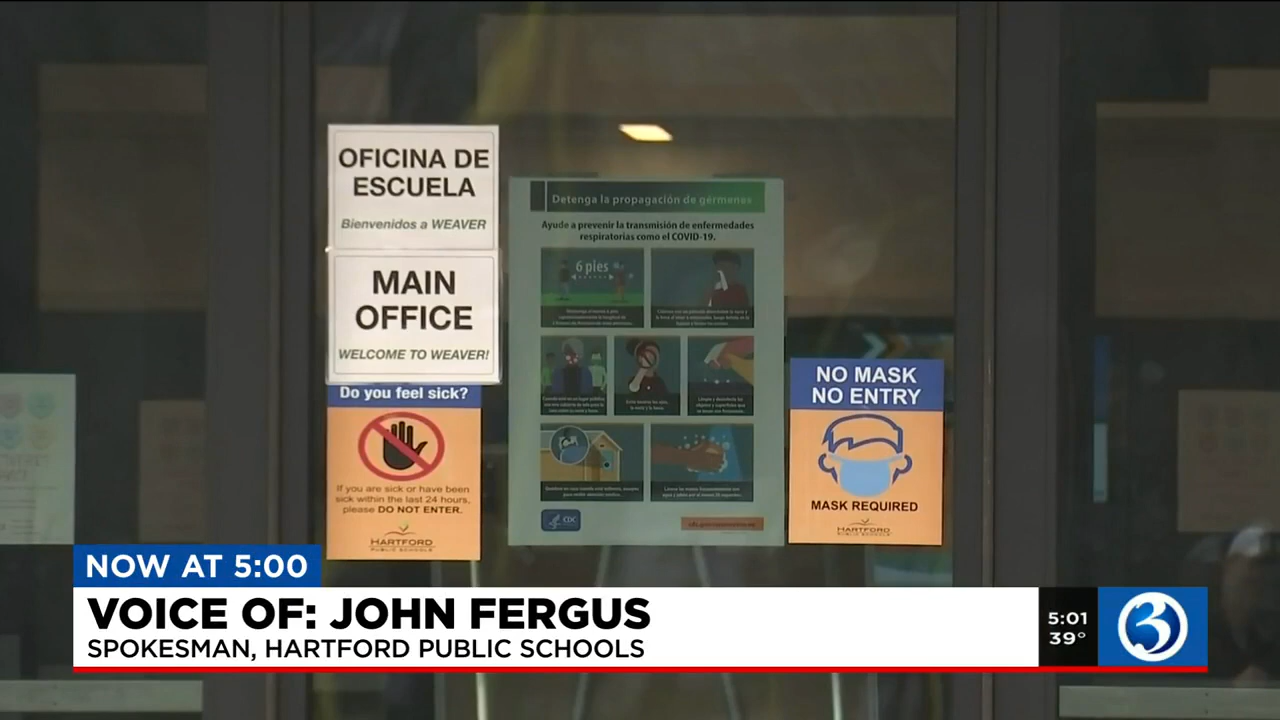 OFICINA DE
ESCUELA
Bienvenidos a WEAVER
MAIN
OFFICE
WELCOME TO WEAVER!
Do you feel sick?
If you are sick or have been
sick within the last 24 hours,
please DO NOT ENTER.
HARTFORD
PUBLIC SCHOOLS
Detenga la propagación de gérmenes
Ayude a prevenir la transmisión de enfermedades
respiratorias como el COVID-19.
6 pies
CDC
NO MASK
NO ENTRY
MASK REQUIRED
HARTFORD
PUBLIC SCHOOLS
NOW AT 5:00
VOICE OF: JOHN FERGUS
SPOKESMAN, HARTFORD PUBLIC SCHOOLS
5:01
39°
3